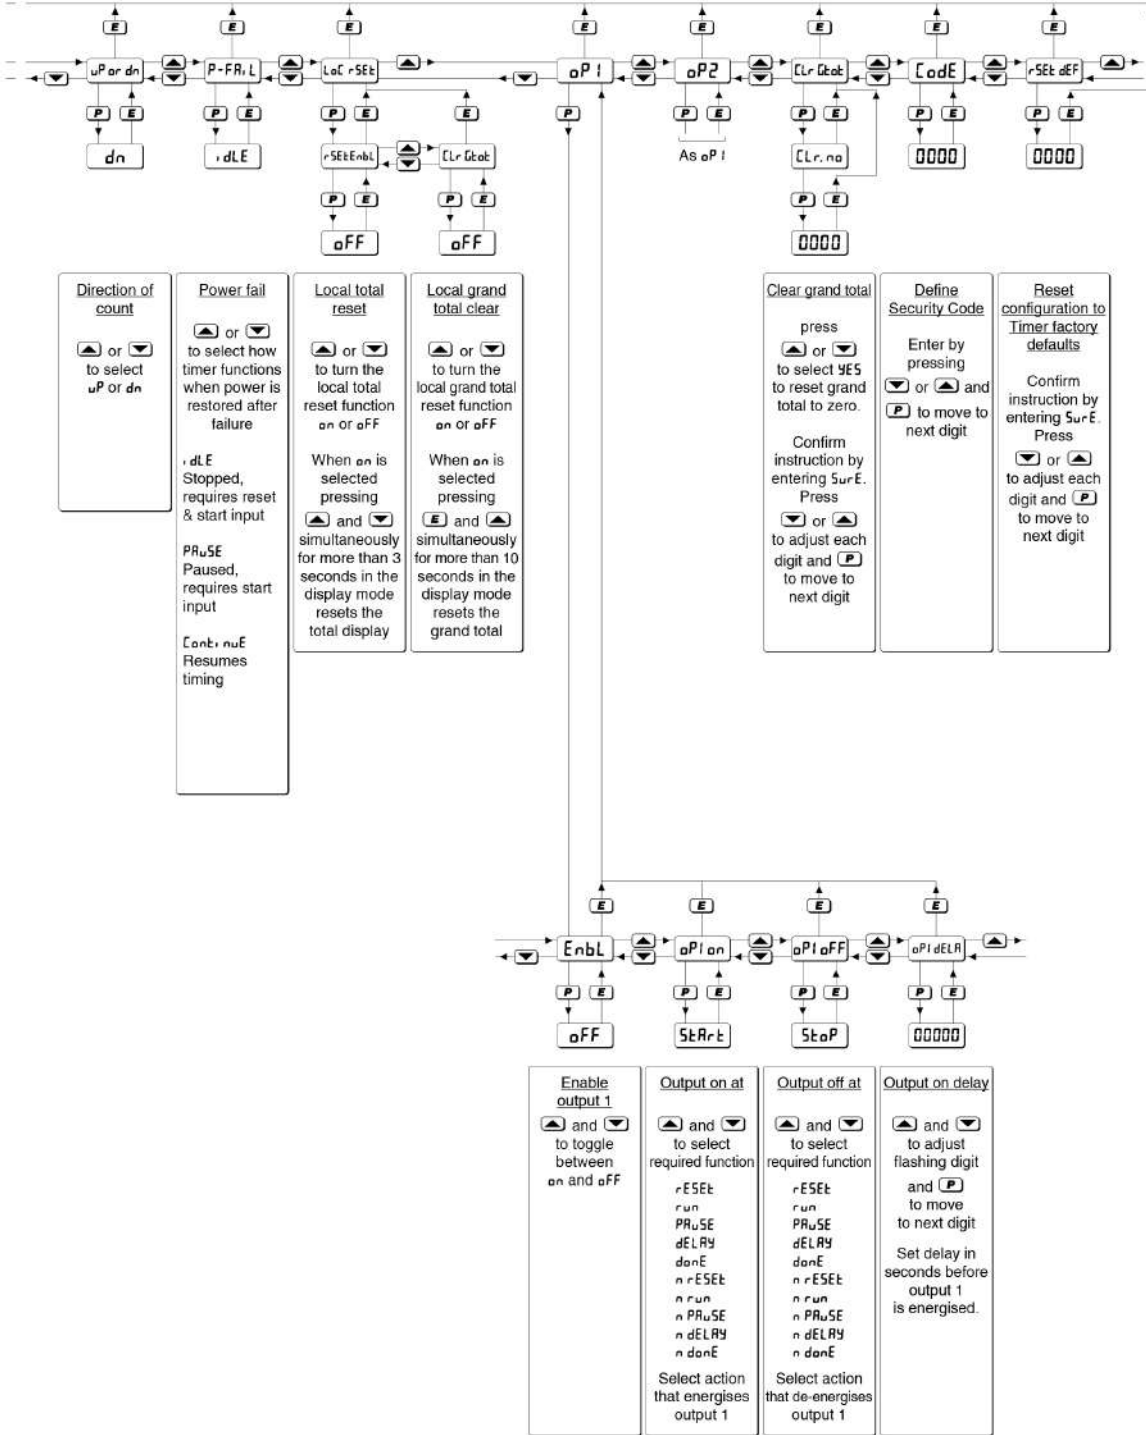 E E E E E E E E
uP or dn P-FAiL LoC rSEt oP1 oP2 CLr Gtot CodE rSEt dEF
P E P E P E E P P E P E P E P E
dn idLE rSEtEnbL CLr Gtot As oP1 CLr.no 0000 0000
P E P E P E
oFF oFF 0000
Direction of
count
or
to select
uP or dn
Power fail
or
to select how
timer functions
when power is
restored after
failure
idLE
Stopped,
requires reset
& start input
PAuSE
Paused,
requires start
input
ContinuE
Resumes
timing
Local total
reset
or
to turn the
local total
reset function
on or oFF
When on is
selected
pressing
and
simultaneously
for more than 3
seconds in the
display mode
resets the
total display
Local grand
total clear
or
to turn the
local grand total
reset function
on or oFF
When on is
selected
pressing
E and
simultaneously
for more than 10
seconds in the
display mode
resets the
grand total
Clear grand total
press
or
to select YES
to reset grand
total to zero.
Confirm
instruction by
entering SurE.
Press
or
to adjust each
digit and P
to move to
next digit
Define
Security Code
Enter by
pressing
or and
P to move to
next digit
Reset
configuration to
Timer factory
defaults
Confirm
instruction by
entering SurE.
Press
or
to adjust each
digit and P
to move to
next digit
E E E E
EnbL oP1 on oP1 oFF oP1 dELA
P E P E P E P E
oFF StArt StoP 00000
Enable
output 1
and
to toggle
between
on and oFF
Output on at
and
to select
required function
rESEt
run
PAuSE
dELAY
donE
n rESEt
n run
n PAuSE
n dELAY
n donE
Select action
that energises
output 1
Output off at
and
to select
required function
rESEt
run
PAuSE
dELAY
donE
n rESEt
n run
n PAuSE
n dELAY
n donE
Select action
that de-energises
output 1
Output on delay
and
to adjust
flashing digit
and P
to move
to next digit
Set delay in
seconds before
output 1
is energised.